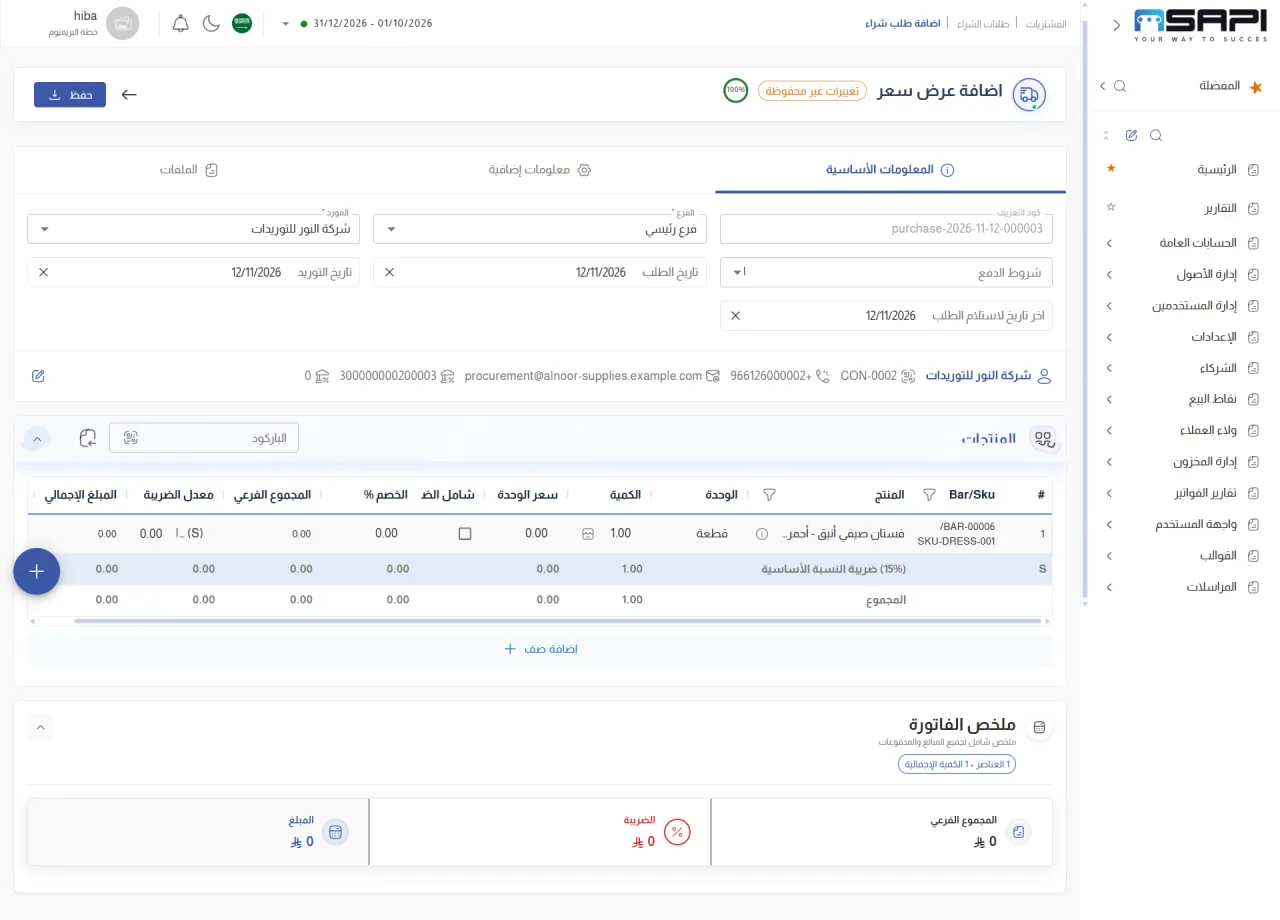 ASAPI
YOUR WAY TO SUCCES
المشتريات
طلبات الشراء
اضافة طلب شراء
31/12/2026 - 01/10/2026
hiba
خطة البريميوم
المفضلة
الرئيسية
التقارير
الحسابات العامة
إدارة الأصول
إدارة المستخدمين
الإعدادات
الشركاء
نقاط البيع
ولاء العملاء
إدارة المخزون
تقارير الفواتير
واجهة المستخدم
القوالب
المراسلات
اضافة عرض سعر
تغييرات غير محفوظة
100%
حفظ
المعلومات الأساسية
معلومات إضافية
الملفات
كود التعريف
purchase-2026-11-12-000003
الفرع *
فرع رئيسي
المورد *
شركة النور للتوريدات
شروط الدفع
تاريخ الطلب 12/11/2026
تاريخ التوريد 12/11/2026
اخر تاريخ لاستلام الطلب 12/11/2026
شركة النور للتوريدات CON-0002 +966126000002 procurement@alnoor-supplies.example.com 300000000200003 0
المنتجات
الباركود
# Bar/Sku المنتج الوحدة الكمية سعر الوحدة شامل الض الخصم % المجموع الفرعي معدل الضريبة المبلغ الإجمالي
1 BAR-00006/ SKU-DRESS-001 فستان صيفي أنيق - أحمر... قطعة 1.00 0.00 0.00 0.00 (S) ...ا 0.00 0.00
S (15%) ضريبة النسبة الأساسية 1.00 0.00 0.00 0.00 0.00 0.00
المجموع 1.00 0.00 0.00 0.00 0.00 0.00
اضافة صف
ملخص الفاتورة
ملخص شامل لجميع المبالغ والمدفوعات
1 العناصر • 1 الكمية الإجمالية
المجموع الفرعي
0
الضريبة
0
المبلغ
0